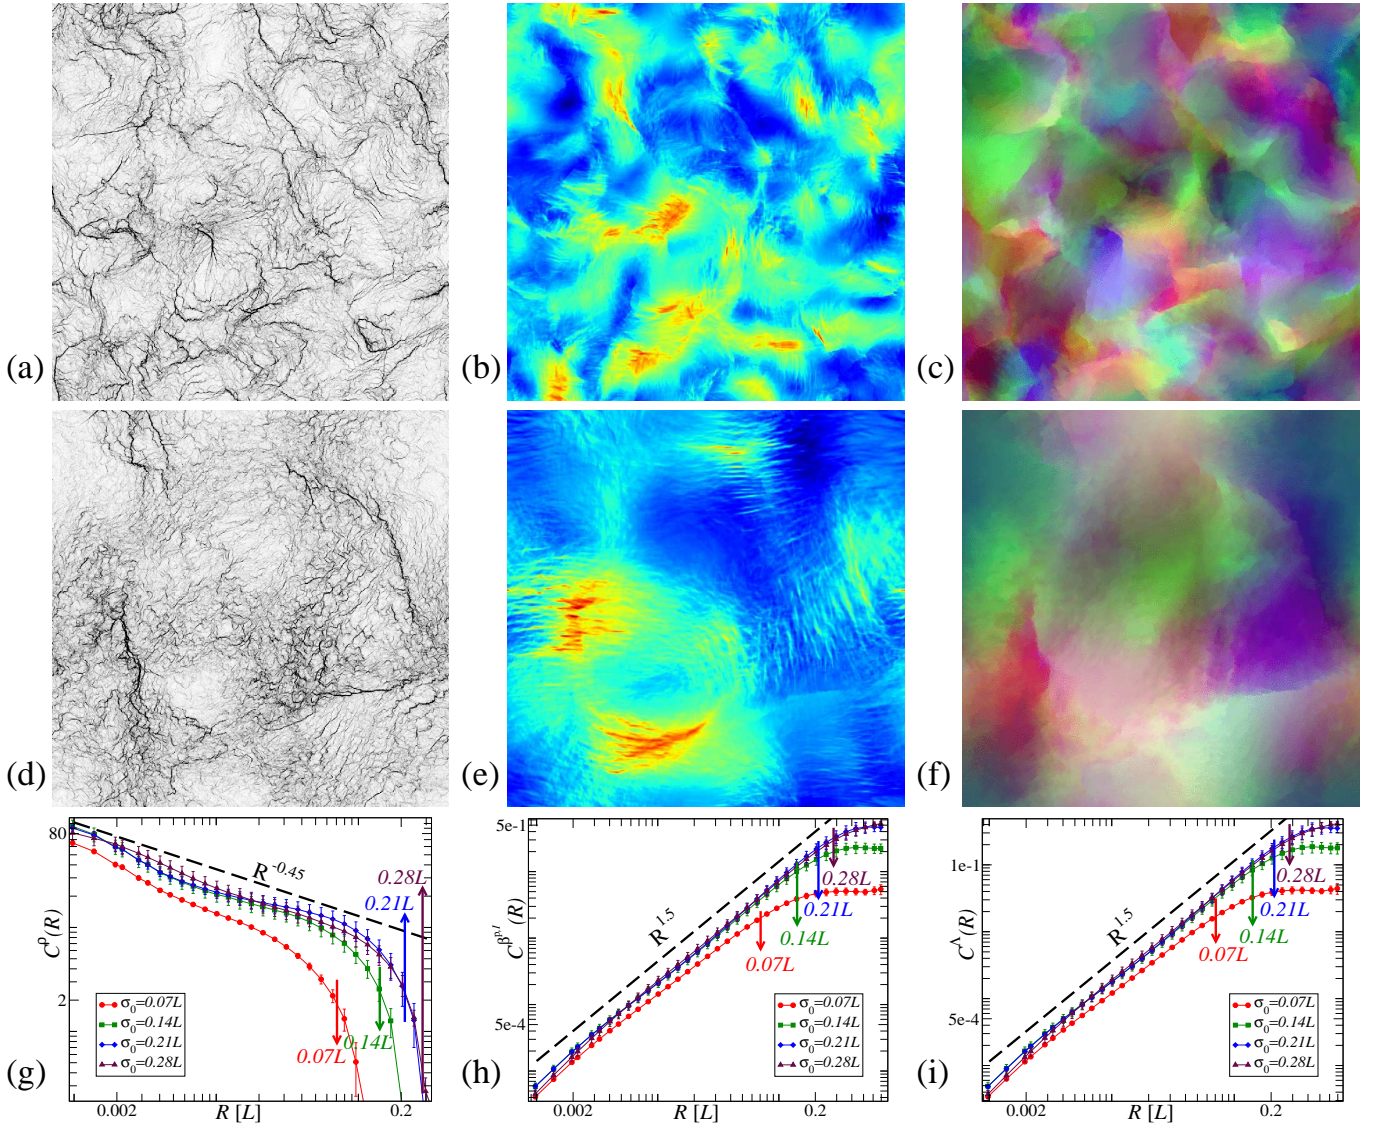 (a)
(b)
(c)
(d)
(e)
(f)
80
2
C^ρ(R)
R^-0.45
0.28L
0.21L
0.14L
0.07L
σ₀=0.07L
σ₀=0.14L
σ₀=0.21L
σ₀=0.28L
0.002
R [L]
0.2
(g)
5e-1
5e-4
C^β^p,I(R)
R^1.5
0.28L
0.21L
0.14L
0.07L
σ₀=0.07L
σ₀=0.14L
σ₀=0.21L
σ₀=0.28L
0.002
R [L]
0.2
(h)
1e-1
5e-4
C^Λ(R)
R^1.5
0.28L
0.21L
0.14L
0.07L
σ₀=0.07L
σ₀=0.14L
σ₀=0.21L
σ₀=0.28L
0.002
R [L]
0.2
(i)